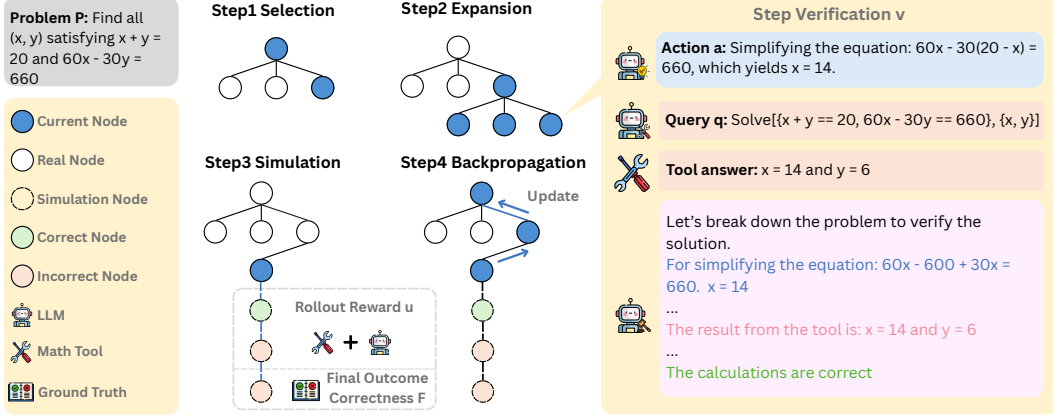 Problem P: Find all
(x, y) satisfying x + y =
20 and 60x - 30y =
660
Current Node
Real Node
Simulation Node
Correct Node
Incorrect Node
LLM
Math Tool
Ground Truth
Step1 Selection
Step2 Expansion
Step3 Simulation
Rollout Reward u
+
Final Outcome
Correctness F
Step4 Backpropagation
Update
Step Verification v
Action a: Simplifying the equation: 60x - 30(20 - x) =
660, which yields x = 14.
Query q: Solve[{x + y == 20, 60x - 30y == 660}, {x, y}]
Tool answer: x = 14 and y = 6
Let's break down the problem to verify the
solution.
For simplifying the equation: 60x - 600 + 30x =
660. x = 14
...
The result from the tool is: x = 14 and y = 6
...
The calculations are correct